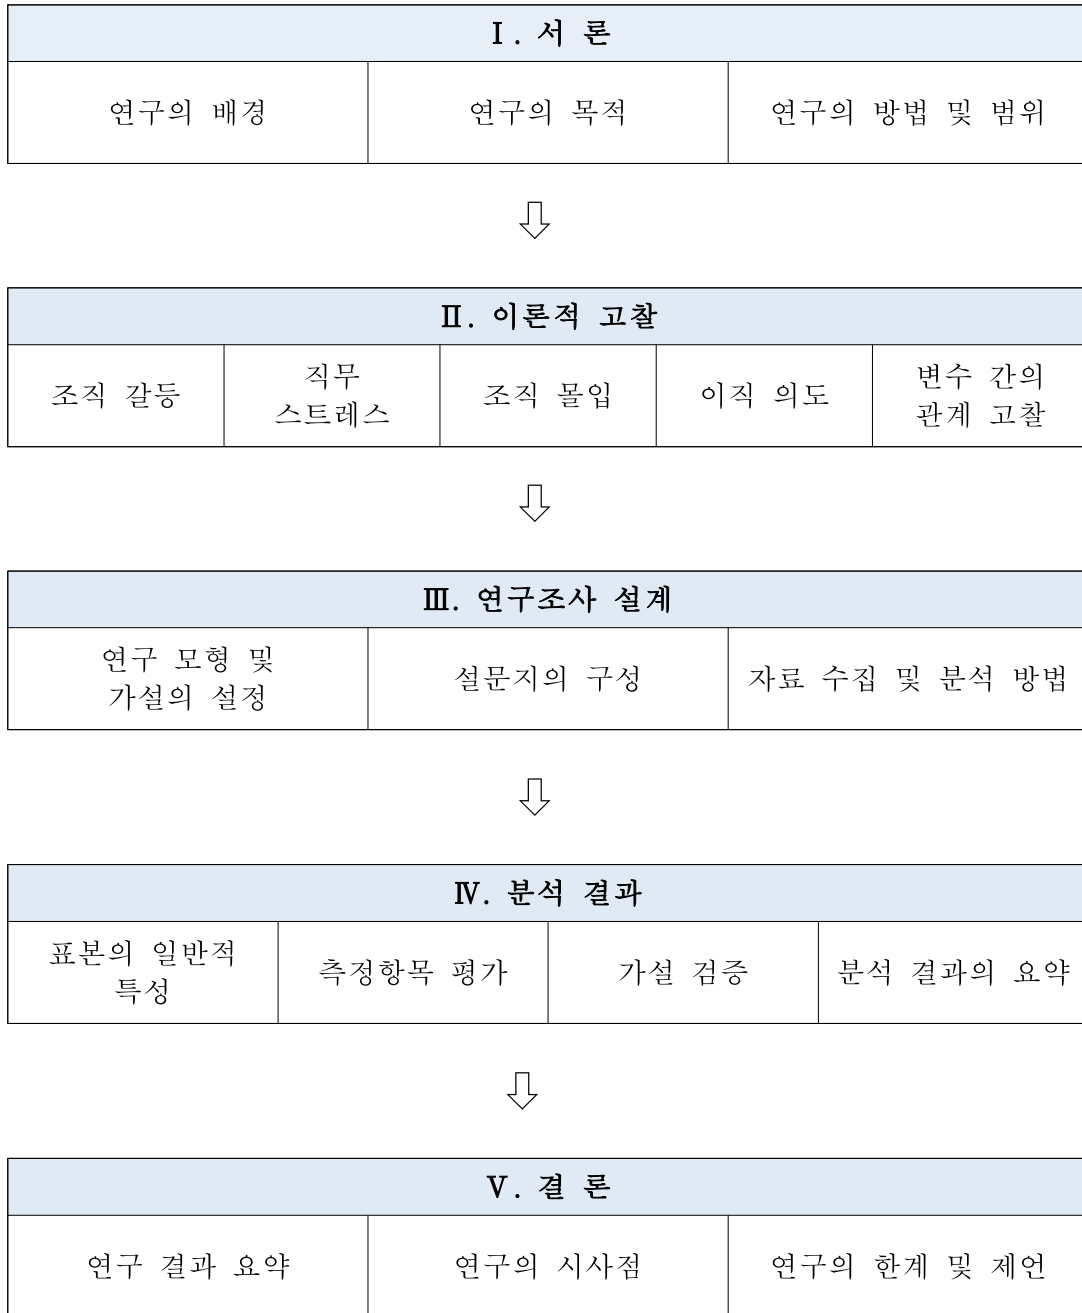 Ⅰ. 서 론
연구의 배경
연구의 목적
연구의 방법 및 범위
Ⅱ. 이론적 고찰
조직 갈등
직무
스트레스
조직 몰입
이직 의도
변수 간의
관계 고찰
Ⅲ. 연구조사 설계
연구 모형 및
가설의 설정
설문지의 구성
자료 수집 및 분석 방법
Ⅳ. 분석 결과
표본의 일반적
특성
측정항목 평가
가설 검증
분석 결과의 요약
Ⅴ. 결 론
연구 결과 요약
연구의 시사점
연구의 한계 및 제언